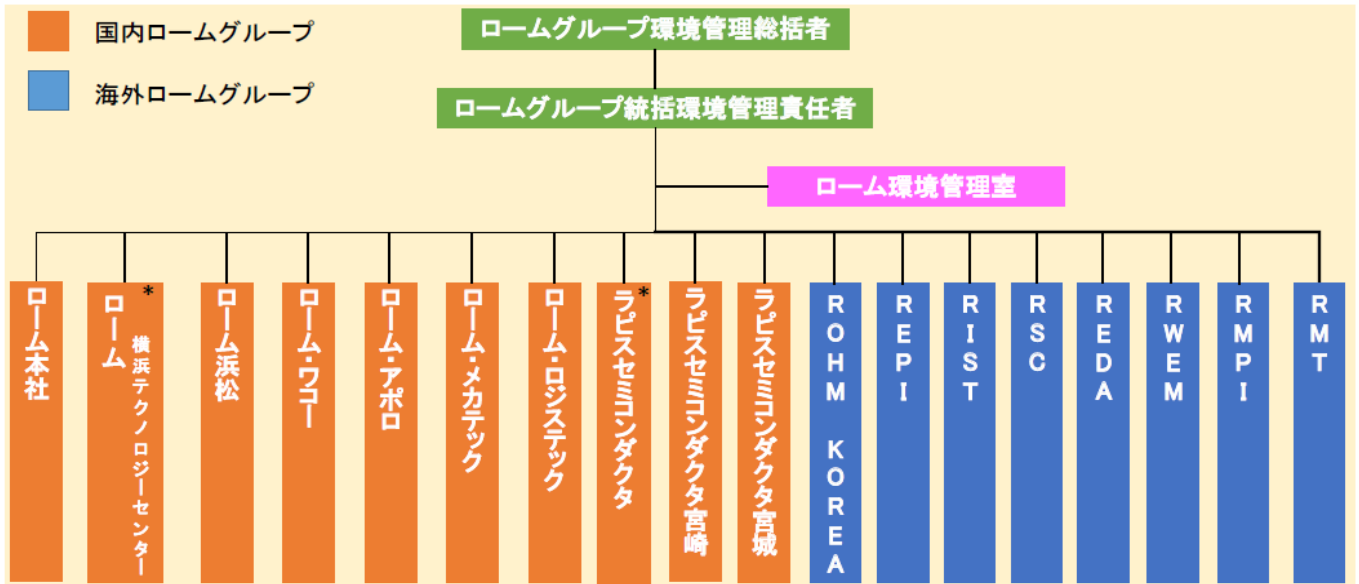 国内ロームグループ
海外ロームグループ
ロームグループ環境管理総括者
ロームグループ統括環境管理責任者
ローム環境管理室
ローム本社
ローム
横浜テクノロジーセンター
*
ローム浜松
ローム・ワコー
ローム・アポロ
ローム・メカテック
ローム・ロジステック
ラピスセミコンダクタ
*
ラピスセミコンダクタ宮崎
ラピスセミコンダクタ宮城
ROHM KOREA
REPI
RIST
RSC
REDA
RWEM
RMPI
RMT